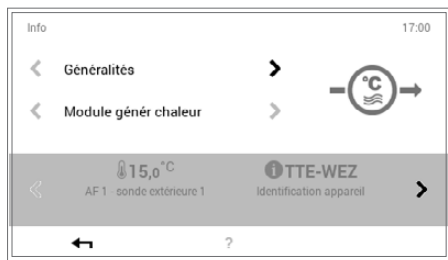 Info 17:00
Généralités
Module génér chaleur
°C
15,0°C TTE-WEZ
AF 1 - sonde extérieure 1 Identification appareil
?